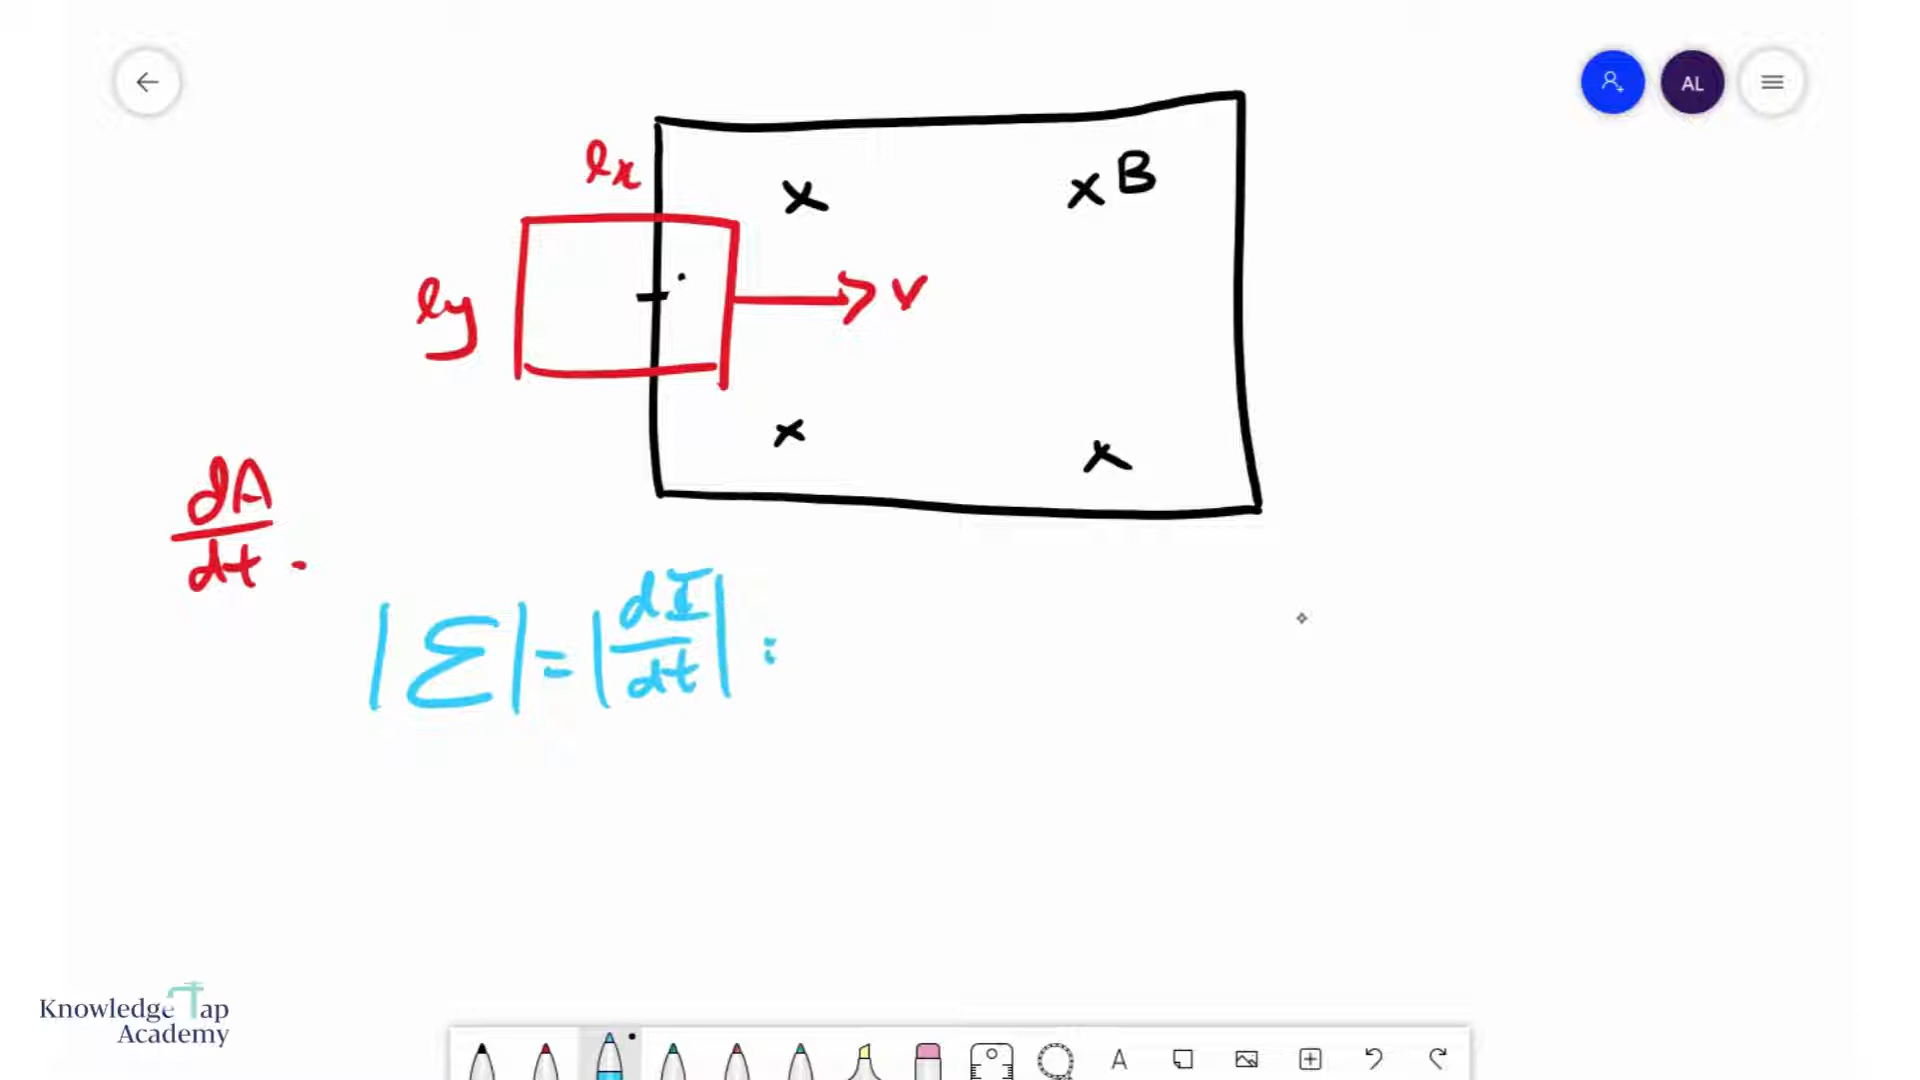 AL
lx
x
x B
ly
v
x
x
dA
dt
|ℰ| = |dΦ/dt| =
Knowledge Tap
Academy
A